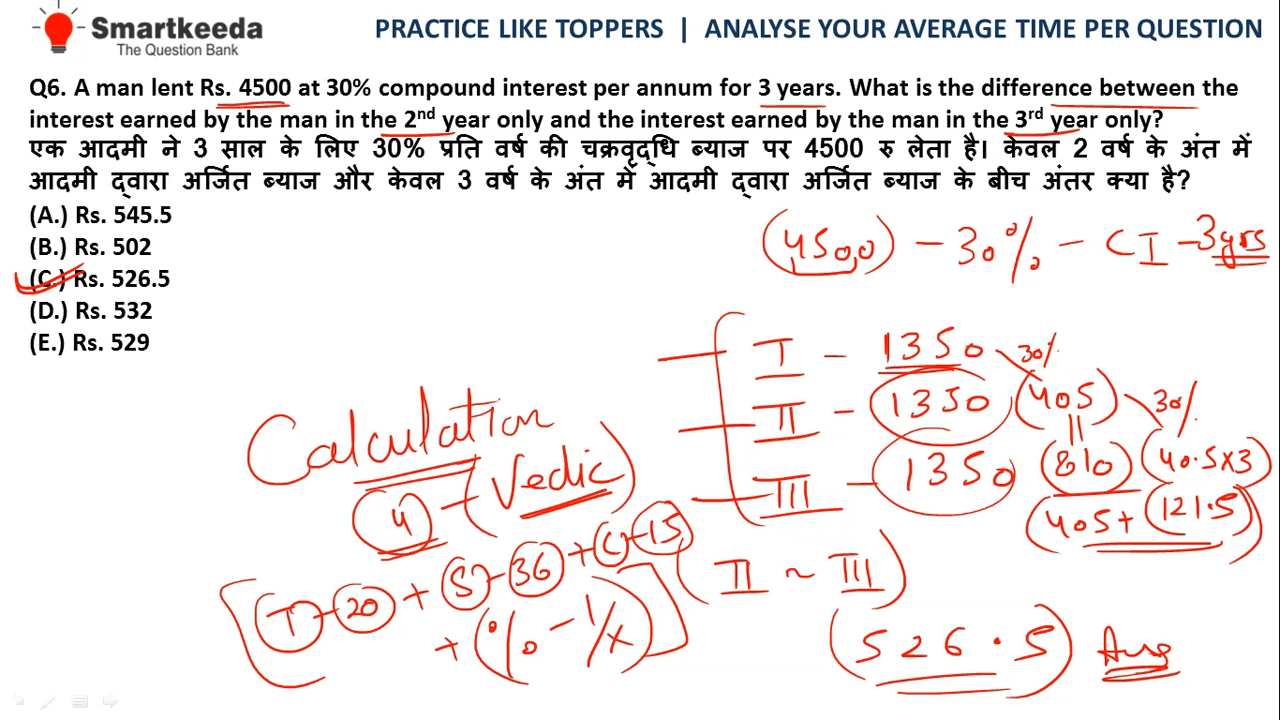 Smartkeeda
The Question Bank
PRACTICE LIKE TOPPERS | ANALYSE YOUR AVERAGE TIME PER QUESTION
Q6. A man lent Rs. 4500 at 30% compound interest per annum for 3 years. What is the difference between the
interest earned by the man in the 2nd year only and the interest earned by the man in the 3rd year only?
एक आदमी ने 3 साल के लिए 30% प्रति वर्ष की चक्रवृद्धि ब्याज पर 4500 रु लेता है। केवल 2 वर्ष के अंत में
आदमी द्वारा अर्जित ब्याज और केवल 3 वर्ष के अंत में आदमी द्वारा अर्जित ब्याज के बीच अंतर क्या है?
(A.) Rs. 545.5
(B.) Rs. 502
(C.) Rs. 526.5
(D.) Rs. 532
(E.) Rs. 529
(4500) - 30% - CI - 3yrs
I - 1350 30%
II - 1350 (405) 30%
III - 1350 (810) (40.5x3)
(405 + (121.5))
Calculation
4 - (Vedic)
T - 20 + S - 36 + C - 15
+ (% - 1/x)
(II ~ III)
(526.5) Ans